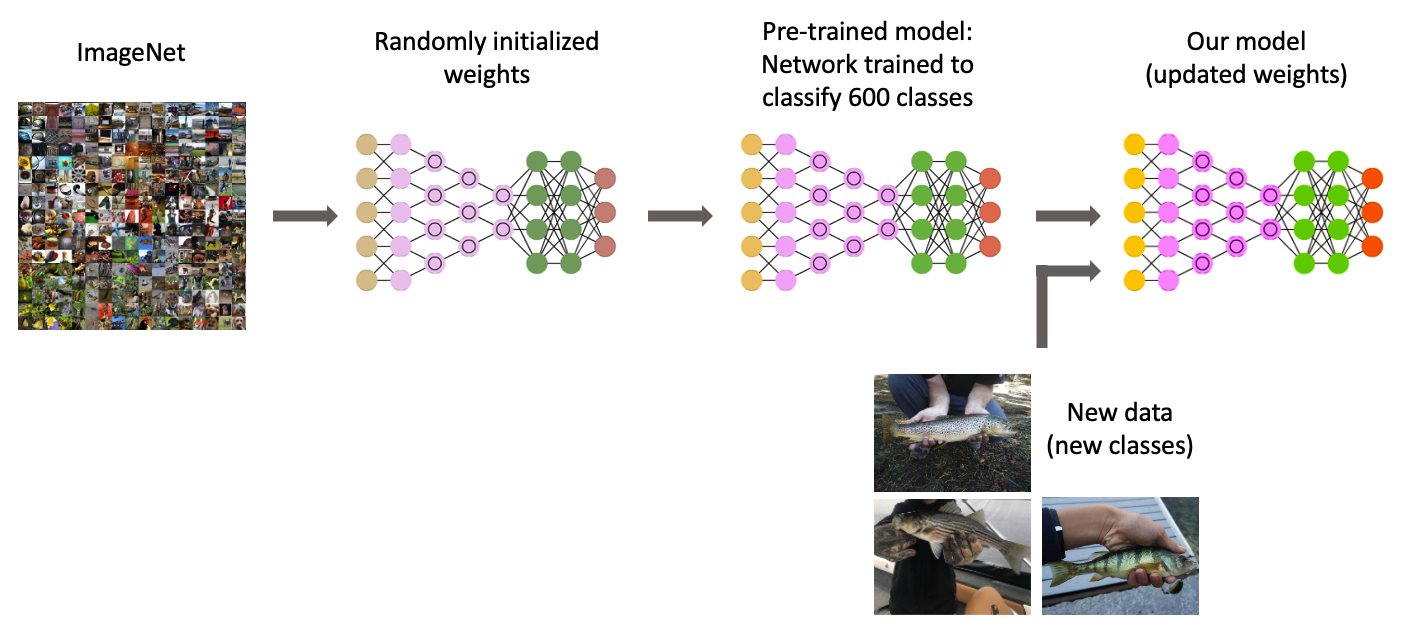 ImageNet
Randomly initialized
weights
Pre-trained model:
Network trained to
classify 600 classes
Our model
(updated weights)
New data
(new classes)